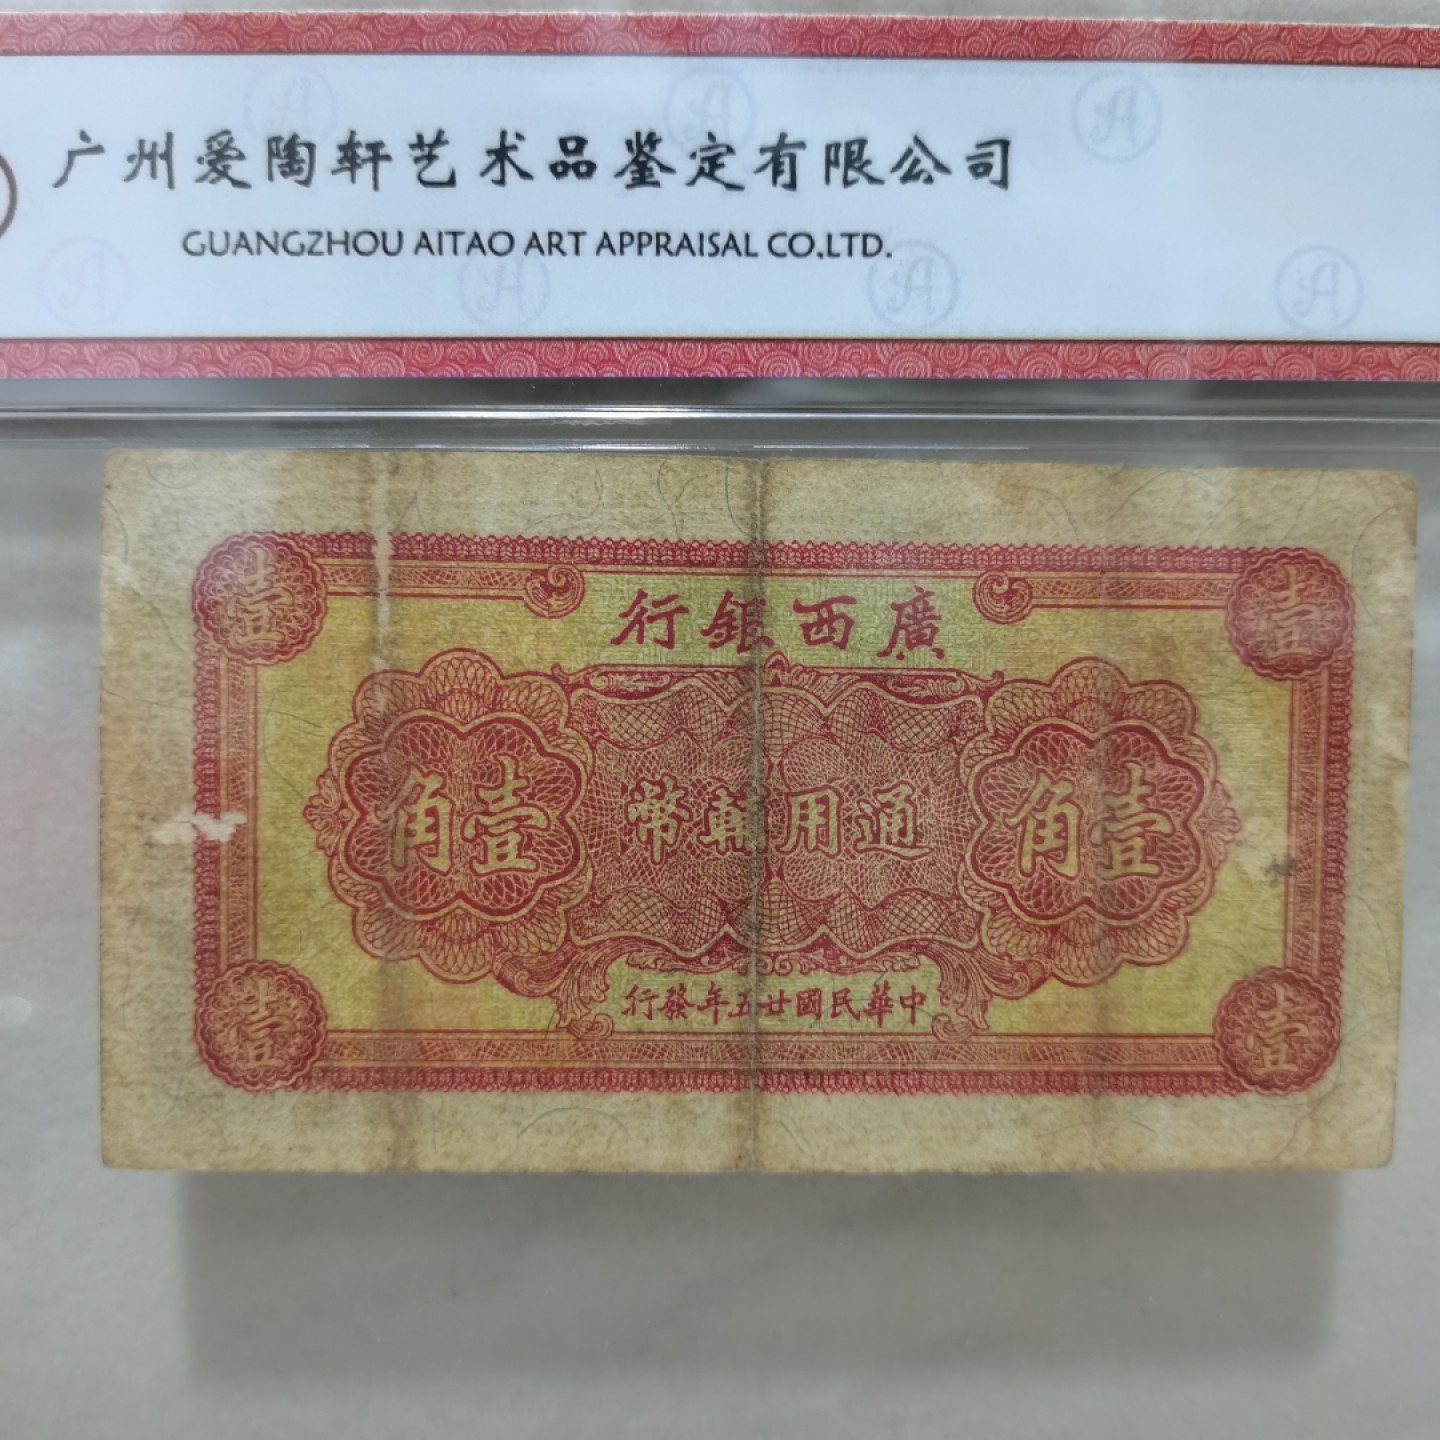 广州爱陶轩艺术品鉴定有限公司
GUANGZHOU AITAO ART APPRAISAL CO.,LTD.
壹
廣西銀行
壹
壹角
通用輔幣
壹角
中華民國廿五年發行
壹
壹